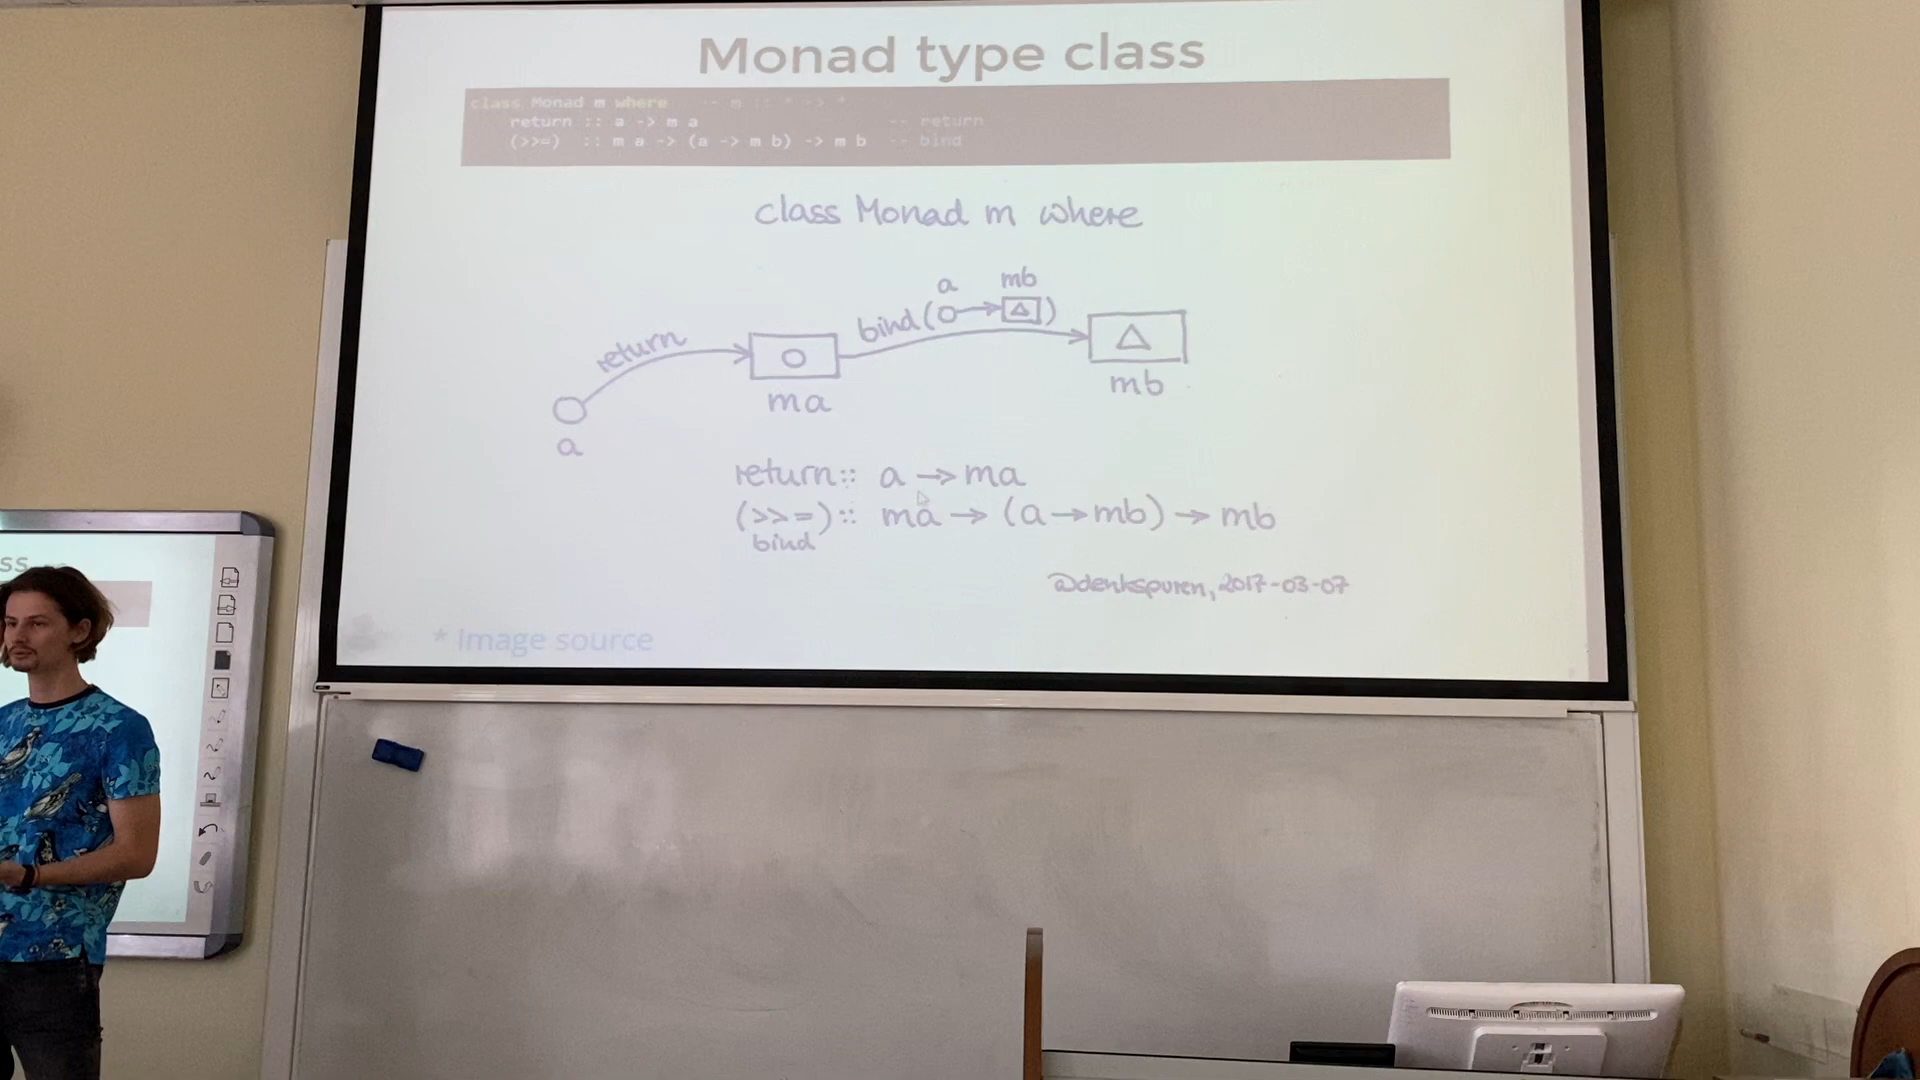 Monad type class
class Monad m where -- m :: * -> *
return :: a -> m a -- return
(>>=) :: m a -> (a -> m b) -> m b -- bind
class Monad m where
a mb
return bind ( )
ma mb
a
return :: a → ma
(>>=) :: ma → (a → mb) → mb
bind
@denkspuren, 2017-03-07
* Image source
ss